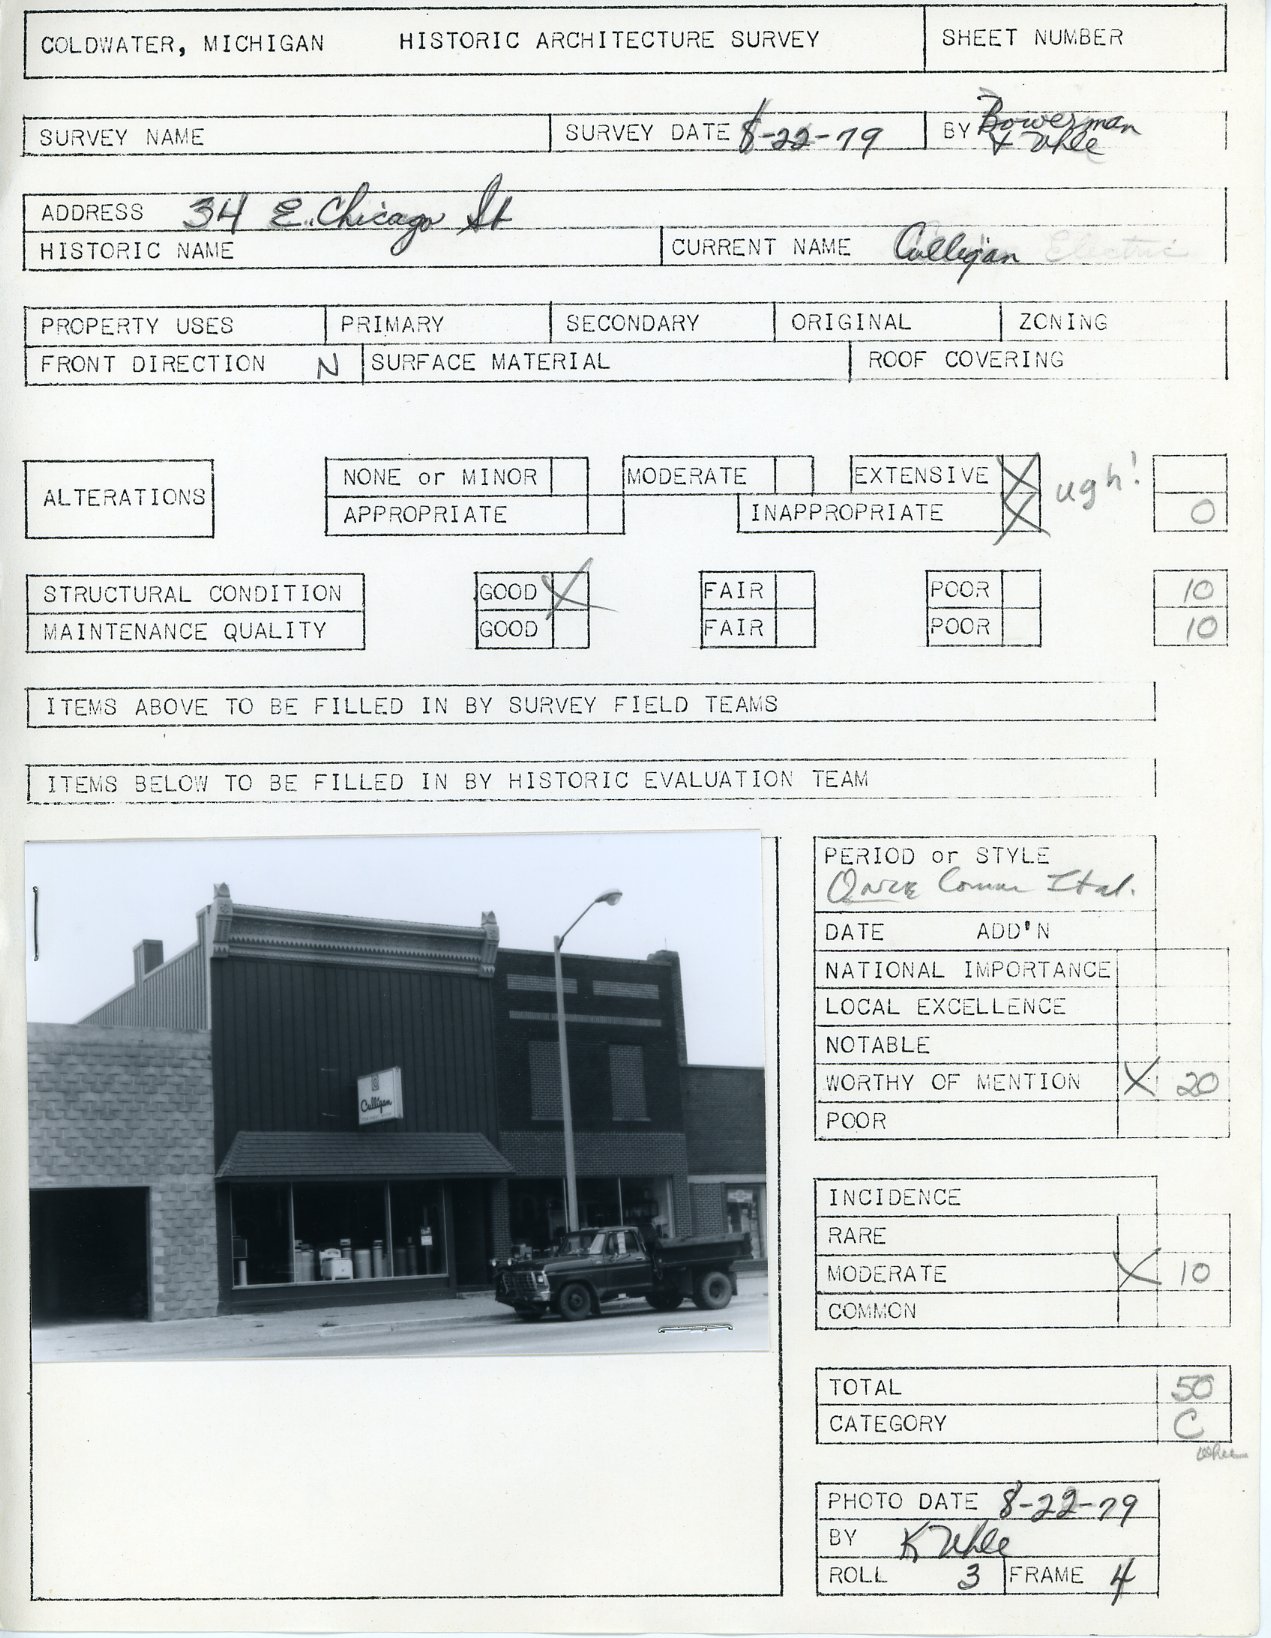 COLDWATER, MICHIGAN HISTORIC ARCHITECTURE SURVEY SHEET NUMBER
SURVEY NAME SURVEY DATE 8-22-79 BY Bowerman & Uhle
ADDRESS 34 E. Chicago St
HISTORIC NAME CURRENT NAME Culligan Electric
PROPERTY USES PRIMARY SECONDARY ORIGINAL ZONING
FRONT DIRECTION N SURFACE MATERIAL ROOF COVERING
ALTERATIONS NONE or MINOR MODERATE EXTENSIVE X ugh!
APPROPRIATE INAPPROPRIATE X 0
STRUCTURAL CONDITION GOOD X FAIR POOR 10
MAINTENANCE QUALITY GOOD FAIR POOR 10
ITEMS ABOVE TO BE FILLED IN BY SURVEY FIELD TEAMS
ITEMS BELOW TO BE FILLED IN BY HISTORIC EVALUATION TEAM
Culligan
PERIOD or STYLE
Once Comm Ital.
DATE ADD'N
NATIONAL IMPORTANCE
LOCAL EXCELLENCE
NOTABLE
WORTHY OF MENTION X 20
POOR
INCIDENCE
RARE
MODERATE X 10
COMMON
TOTAL 50
CATEGORY C
PHOTO DATE 8-22-79
BY K Uhle
ROLL 3 FRAME 4